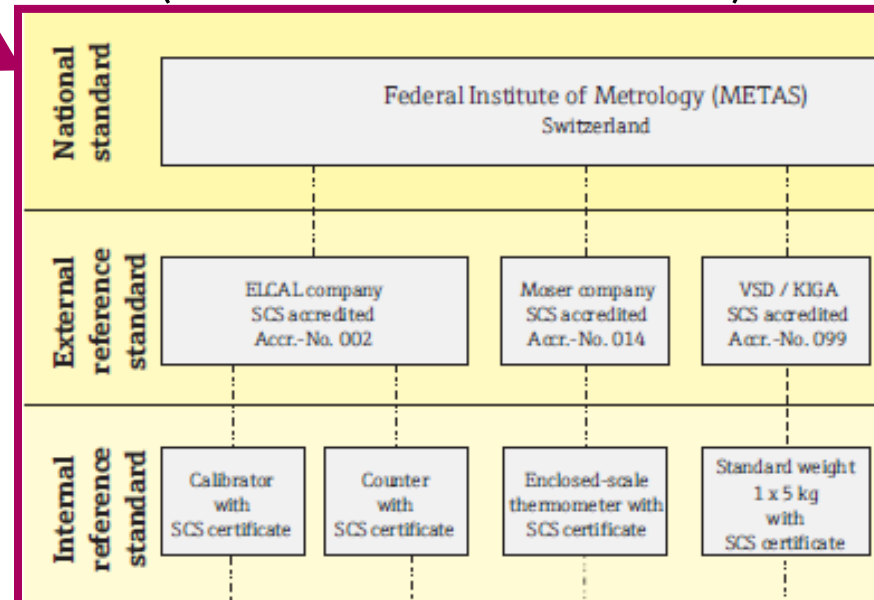 National
standard
Federal Institute of Metrology (METAS)
Switzerland
External
reference
standard
ELCAL company
SCS accredited
Accr.-No. 002
Moser company
SCS accredited
Accr.-No. 014
VSD / KIGA
SCS accredited
Accr.-No. 099
Internal
reference
standard
Calibrator
with
SCS certificate
Counter
with
SCS certificate
Enclosed-scale
thermometer with
SCS certificate
Standard weight
1 x 5 kg
with
SCS certificate